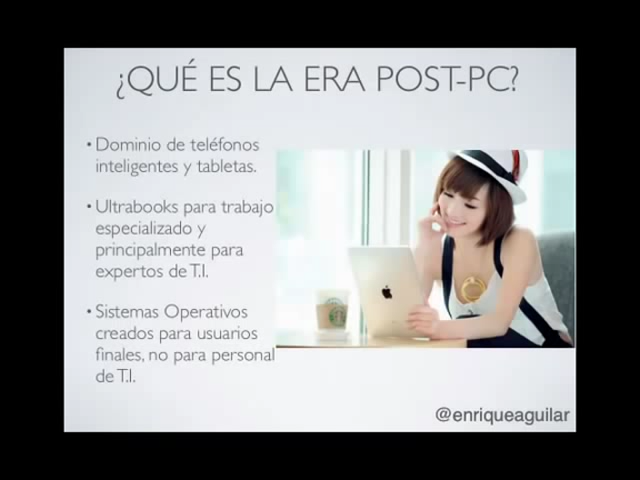 ¿QUÉ ES LA ERA POST-PC?
• Dominio de teléfonos
inteligentes y tabletas.
• Ultrabooks para trabajo
especializado y
principalmente para
expertos de T.I.
• Sistemas Operativos
creados para usuarios
finales, no para personal
de T.I.
@enriqueaguilar